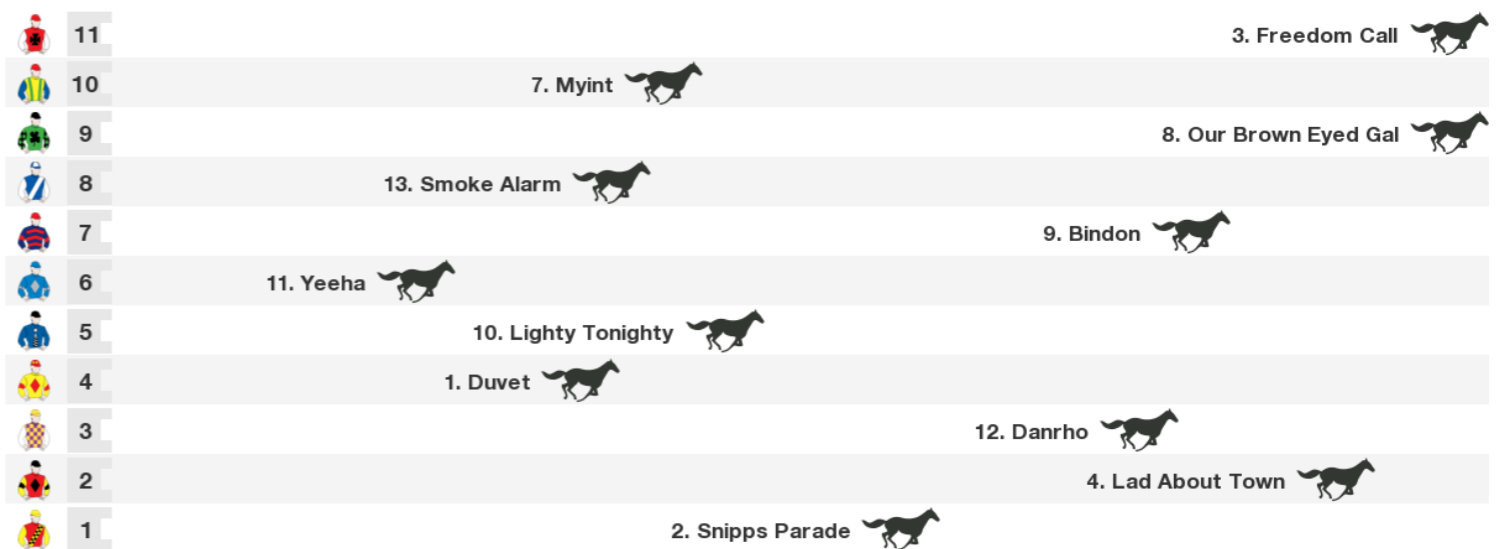 11 3. Freedom Call
10 7. Myint
9 8. Our Brown Eyed Gal
8 13. Smoke Alarm
7 9. Bindon
6 11. Yeeha
5 10. Lighty Tonighty
4 1. Duvet
3 12. Danrho
2 4. Lad About Town
1 2. Snipps Parade